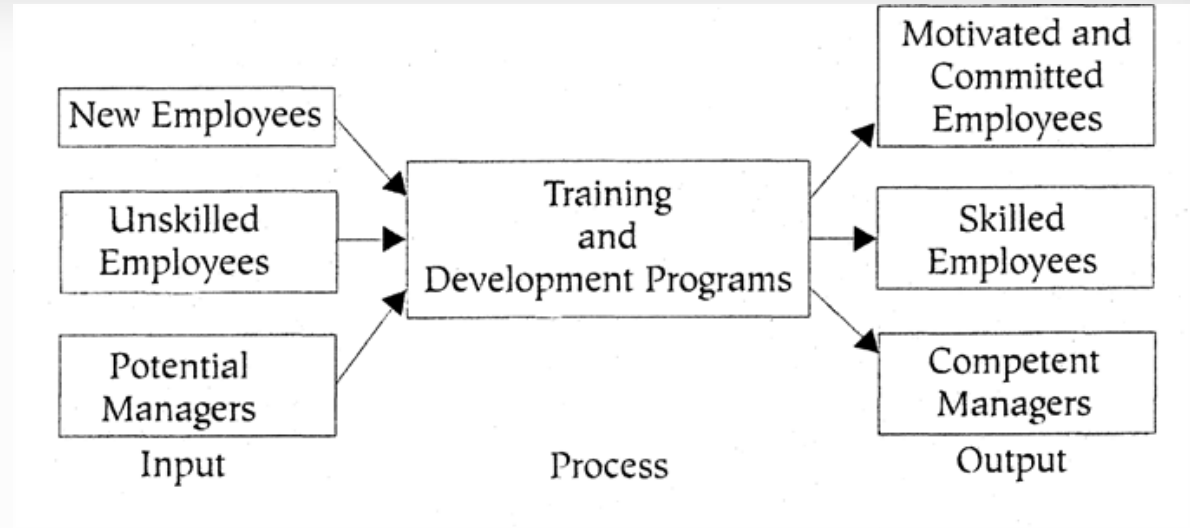 New Employees
Unskilled
Employees
Potential
Managers
Input
Training
and
Development Programs
Process
Motivated and
Committed
Employees
Skilled
Employees
Competent
Managers
Output